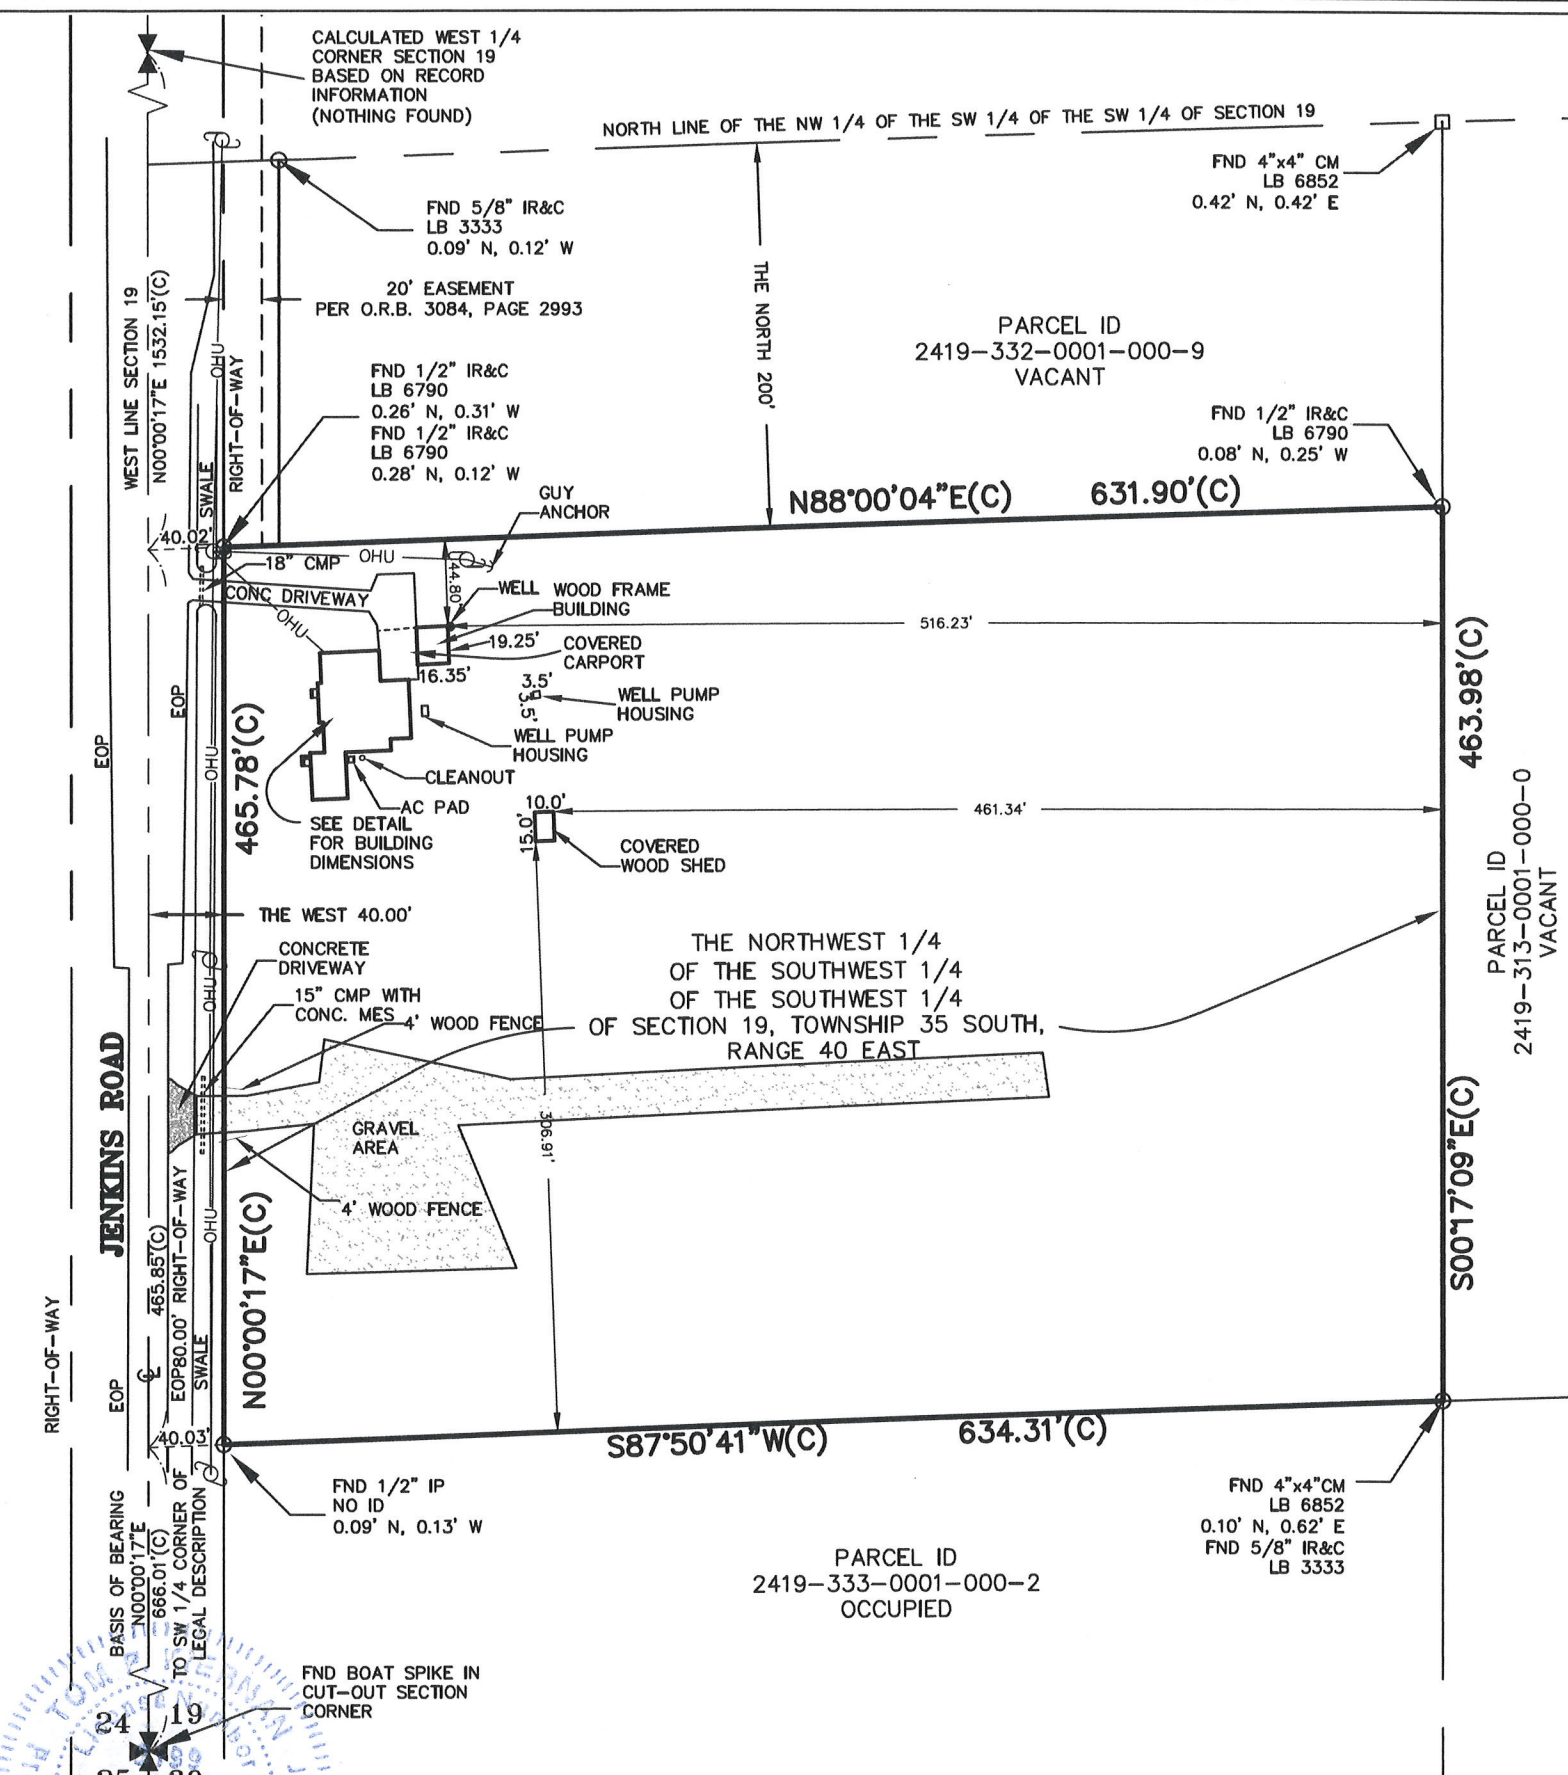 CALCULATED WEST 1/4
CORNER SECTION 19
BASED ON RECORD
INFORMATION
(NOTHING FOUND)
NORTH LINE OF THE NW 1/4 OF THE SW 1/4 OF THE SW 1/4 OF SECTION 19
FND 4"x4" CM
LB 6852
0.42' N, 0.42' E
FND 5/8" IR&C
LB 3333
0.09' N, 0.12' W
20' EASEMENT
PER O.R.B. 3084, PAGE 2993
WEST LINE SECTION 19
N00°00'17"E 1532.15'(C)
OHU
RIGHT-OF-WAY
SWALE
THE NORTH 200'
PARCEL ID
2419-332-0001-000-9
VACANT
FND 1/2" IR&C
LB 6790
0.26' N, 0.31' W
FND 1/2" IR&C
LB 6790
0.28' N, 0.12' W
FND 1/2" IR&C
LB 6790
0.08' N, 0.25' W
N88°00'04"E(C) 631.90'(C)
GUY
ANCHOR
40.02'
18" CMP
OHU
44.80'
CONC DRIVEWAY
OHU
WELL
WOOD FRAME
BUILDING
516.23'
19.25'
COVERED
CARPORT
16.35'
3.5'
3.5'
WELL PUMP
HOUSING
WELL PUMP
HOUSING
CLEANOUT
AC PAD
EOP
EOP
OHU
465.78'(C)
463.98'(C)
SEE DETAIL
FOR BUILDING
DIMENSIONS
10.0'
15.0'
461.34'
COVERED
WOOD SHED
PARCEL ID
2419-313-0001-000-0
VACANT
THE WEST 40.00'
CONCRETE
DRIVEWAY
OHU
15" CMP WITH
CONC. MES
4' WOOD FENCE
THE NORTHWEST 1/4
OF THE SOUTHWEST 1/4
OF THE SOUTHWEST 1/4
OF SECTION 19, TOWNSHIP 35 SOUTH,
RANGE 40 EAST
JENKINS ROAD
GRAVEL
AREA
306.91'
4' WOOD FENCE
S00°17'09"E(C)
N00°00'17"E(C)
OHU
465.85'(C)
80.00' RIGHT-OF-WAY
EOP
EOP
SWALE
RIGHT-OF-WAY
40.03'
S87°50'41"W(C) 634.31'(C)
FND 1/2" IP
NO ID
0.09' N, 0.13' W
FND 4"x4"CM
LB 6852
0.10' N, 0.62' E
FND 5/8" IR&C
LB 3333
PARCEL ID
2419-333-0001-000-2
OCCUPIED
BASIS OF BEARING
N00°00'17"E
666.01'(C)
TO SW 1/4 CORNER OF
LEGAL DESCRIPTION
FND BOAT SPIKE IN
CUT-OUT SECTION
CORNER
24
19
License Number